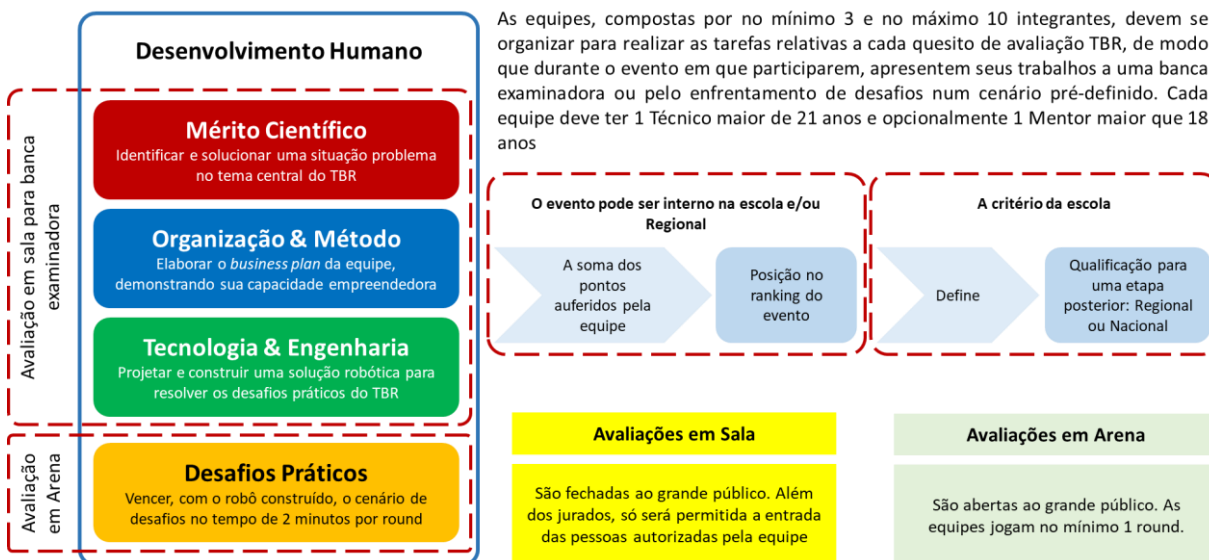 As equipes, compostas por no mínimo 3 e no máximo 10 integrantes, devem se
organizar para realizar as tarefas relativas a cada quesito de avaliação TBR, de modo
que durante o evento em que participarem, apresentem seus trabalhos a uma banca
examinadora ou pelo enfrentamento de desafios num cenário pré-definido. Cada
equipe deve ter 1 Técnico maior de 21 anos e opcionalmente 1 Mentor maior que 18
anos
Desenvolvimento Humano
Avaliação em sala para banca
examinadora
Mérito Científico
Identificar e solucionar uma situação problema
no tema central do TBR
Organização & Método
Elaborar o business plan da equipe,
demonstrando sua capacidade empreendedora
Tecnologia & Engenharia
Projetar e construir uma solução robótica para
resolver os desafios práticos do TBR
Avaliação
em Arena
Desafios Práticos
Vencer, com o robô construído, o cenário de
desafios no tempo de 2 minutos por round
O evento pode ser interno na escola e/ou
Regional
A soma dos
pontos
auferidos pela
equipe
Posição no
ranking do
evento
A critério da escola
Define
Qualificação para
uma etapa
posterior: Regional
ou Nacional
Avaliações em Sala
São fechadas ao grande público. Além
dos jurados, só será permitida a entrada
das pessoas autorizadas pela equipe
Avaliações em Arena
São abertas ao grande público. As
equipes jogam no mínimo 1 round.